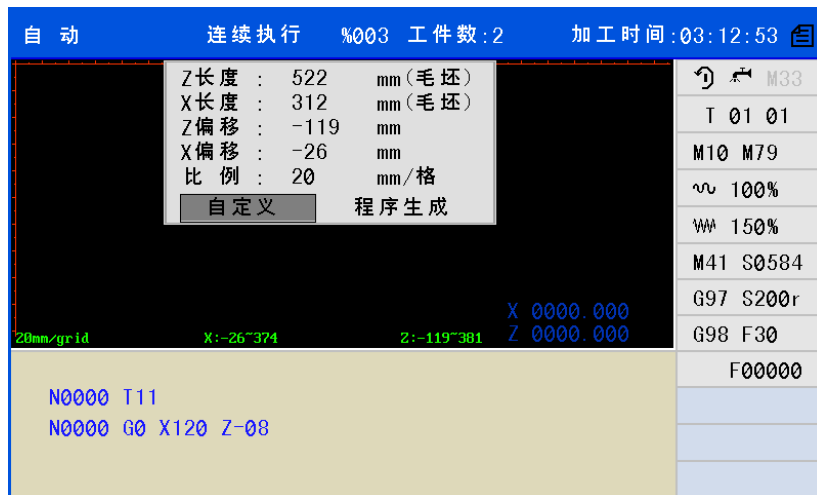 自动 连续执行 %003 工件数:2 加工时间:03:12:53
Z长度: 522 mm(毛坯)
X长度: 312 mm(毛坯)
Z偏移: -119 mm
X偏移: -26 mm
比例: 20 mm/格
自定义 程序生成
X 0000.000
Z 0000.000
20mm/grid X:-26~374 Z:-119~381
M33
T 01 01
M10 M79
100%
150%
M41 S0584
G97 S200r
G98 F30
F00000
N0000 T11
N0000 G0 X120 Z-08